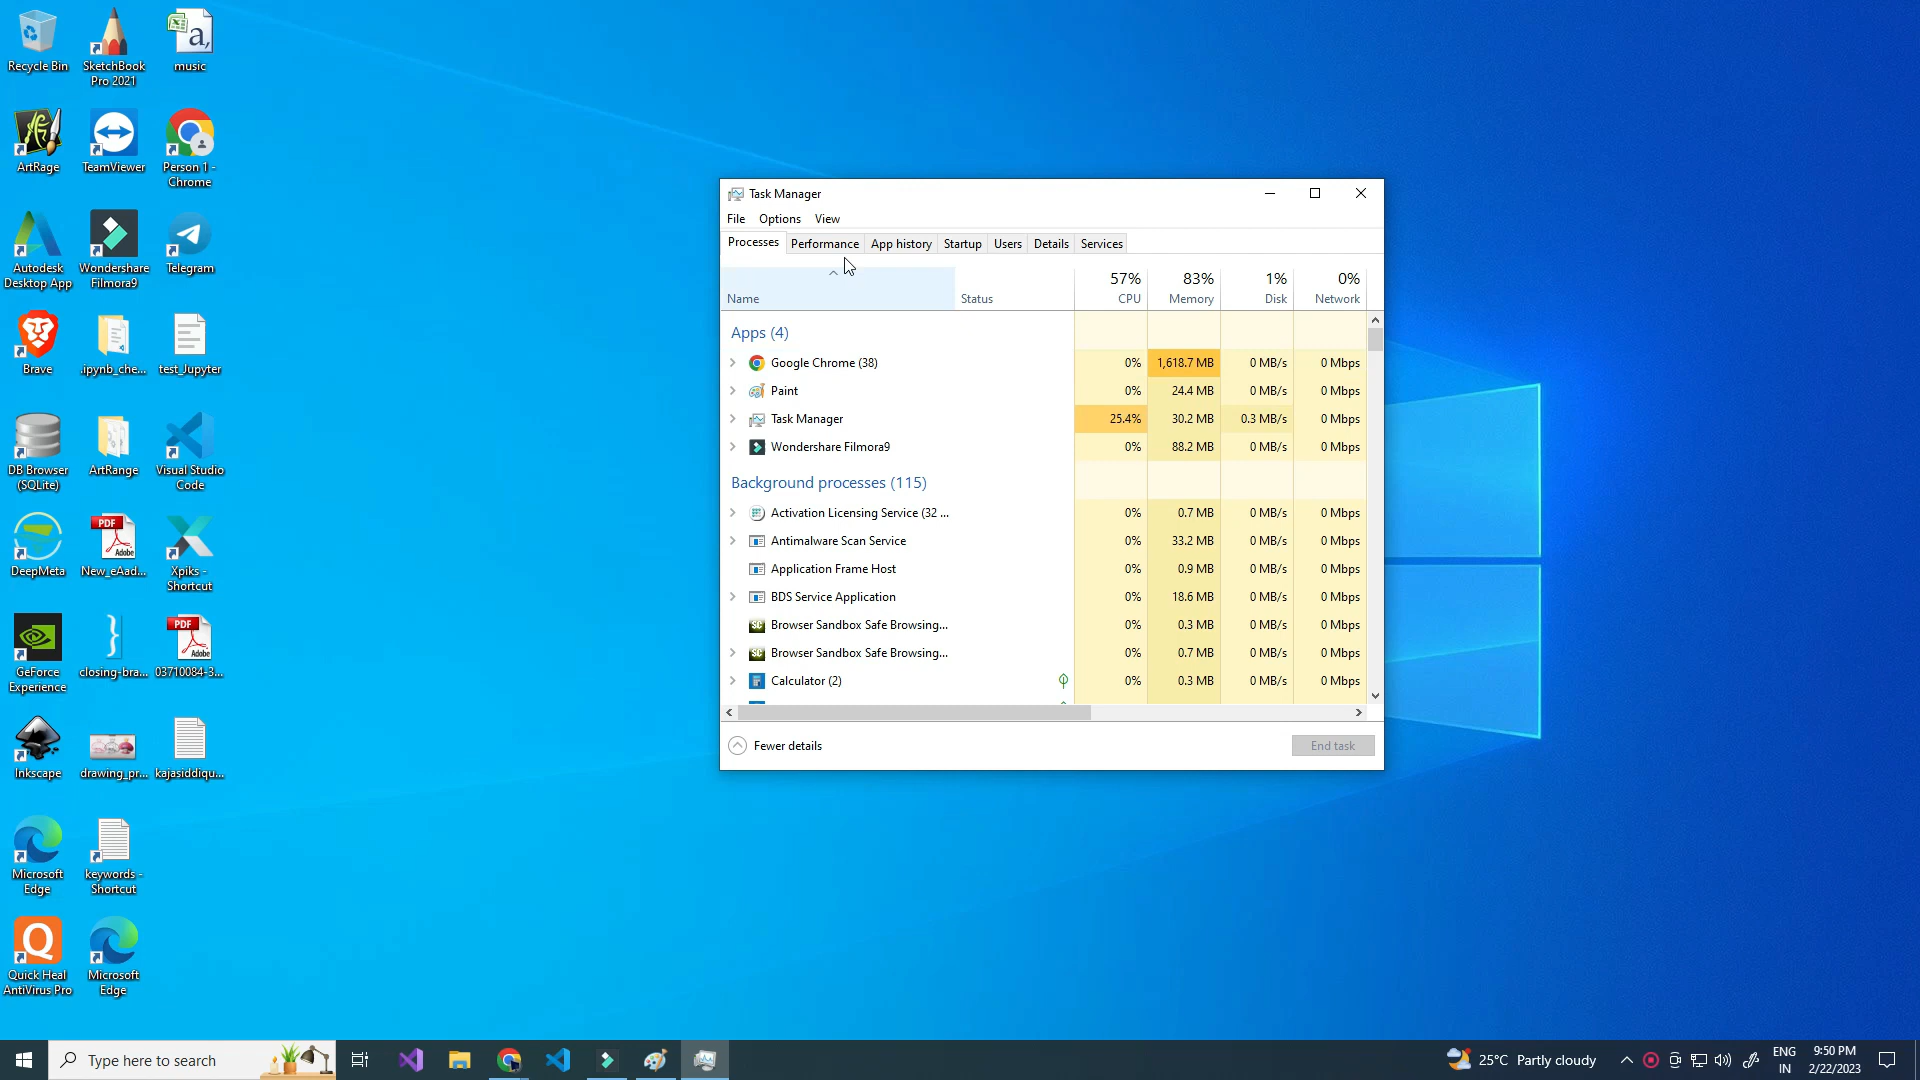 Recycle Bin
SketchBook
Pro 2021
music
ArtRage
TeamViewer
Person 1 -
Chrome
Autodesk
Desktop App
Wondershare
Filmora9
Telegram
Brave
.ipynb_che...
test_Jupyter
DB Browser
(SQLite)
ArtRange
Visual Studio
Code
DeepMeta
PDF
Adobe
New_eAad...
Xpiks -
Shortcut
GeForce
Experience
closing-bra...
PDF
Adobe
03710084-3...
Inkscape
drawing_pr...
kajasiddiqu...
Microsoft
Edge
keywords -
Shortcut
Quick Heal
AntiVirus Pro
Microsoft
Edge
Task Manager
File Options View
Processes Performance App history Startup Users Details Services
57% 83% 1% 0%
Name Status CPU Memory Disk Network
Apps (4)
Google Chrome (38) 0% 1,618.7 MB 0 MB/s 0 Mbps
Paint 0% 24.4 MB 0 MB/s 0 Mbps
Task Manager 25.4% 30.2 MB 0.3 MB/s 0 Mbps
Wondershare Filmora9 0% 88.2 MB 0 MB/s 0 Mbps
Background processes (115)
Activation Licensing Service (32 ... 0% 0.7 MB 0 MB/s 0 Mbps
Antimalware Scan Service 0% 33.2 MB 0 MB/s 0 Mbps
Application Frame Host 0% 0.9 MB 0 MB/s 0 Mbps
BDS Service Application 0% 18.6 MB 0 MB/s 0 Mbps
Browser Sandbox Safe Browsing... 0% 0.3 MB 0 MB/s 0 Mbps
Browser Sandbox Safe Browsing... 0% 0.7 MB 0 MB/s 0 Mbps
Calculator (2) 0% 0.3 MB 0 MB/s 0 Mbps
Fewer details End task
Type here to search
25°C Partly cloudy
ENG
IN
9:50 PM
2/22/2023